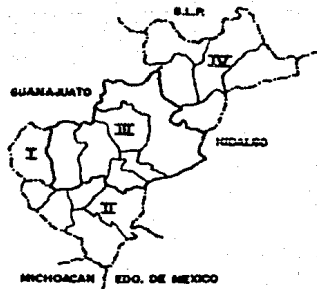 S.L.P.
IV
GUANAJUATO
III
HIDALGO
I
II
MICHOACAN EDO. DE MEXICO